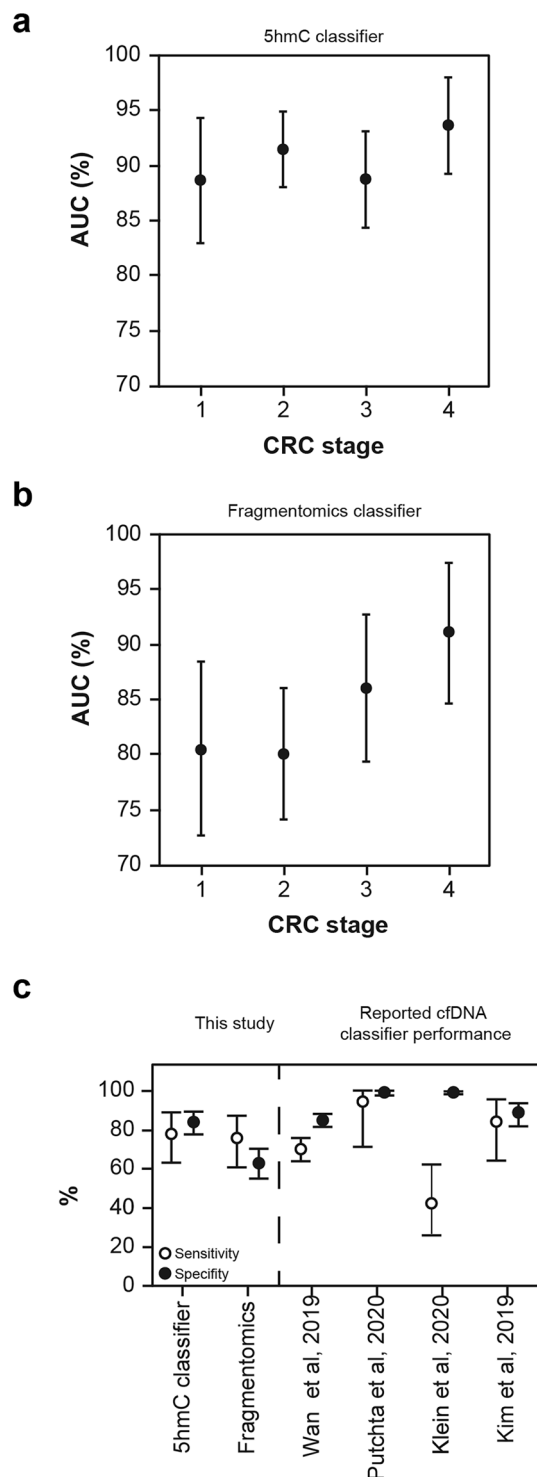 a
5hmC classifier
100
95
90
85
80
75
70
AUC (%)
1 2 3 4
CRC stage
b
Fragmentomics classifier
100
95
90
85
80
75
70
AUC (%)
1 2 3 4
CRC stage
c
This study
Reported cfDNA
classifier performance
100
80
60
40
20
0
%
Sensitivity
Specifity
5hmC classifier
Fragmentomics
Wan et al, 2019
Putchta et al, 2020
Klein et al, 2020
Kim et al, 2019